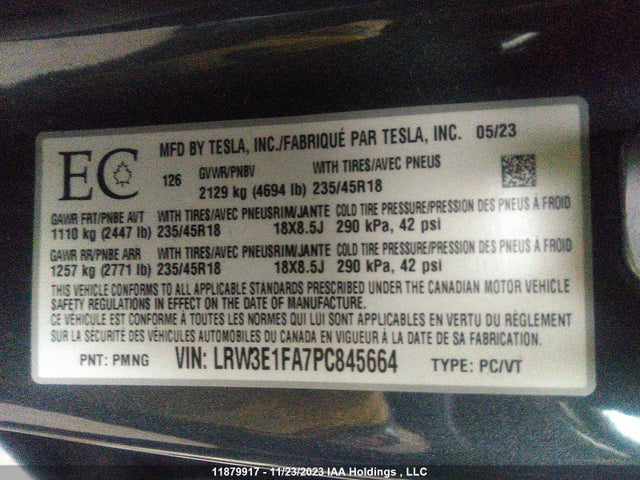 MFD BY TESLA, INC./FABRIQUÉ PAR TESLA, INC. 05/23
EC 126 GVWR/PNBV WITH TIRES/AVEC PNEUS
2129 kg (4694 lb) 235/45R18
GAWR FRT/PNBE AVT WITH TIRES/AVEC PNEUS RIM/JANTE COLD TIRE PRESSURE/PRESSION DES PNEUS À FROID
1110 kg (2447 lb) 235/45R18 18X8.5J 290 kPa, 42 psi
GAWR RR/PNBE ARR WITH TIRES/AVEC PNEUS RIM/JANTE COLD TIRE PRESSURE/PRESSION DES PNEUS À FROID
1257 kg (2771 lb) 235/45R18 18X8.5J 290 kPa, 42 psi
THIS VEHICLE CONFORMS TO ALL APPLICABLE STANDARDS PRESCRIBED UNDER THE CANADIAN MOTOR VEHICLE
SAFETY REGULATIONS IN EFFECT ON THE DATE OF MANUFACTURE.
CE VÉHICULE EST CONFORME À TOUTES LES NORMES QUI LUI SONT APPLICABLES EN VERTU DU RÈGLEMENT
SUR LA SÉCURITÉ DES VÉHICULES AUTOMOBILES DU CANADA EN VIGUEUR À LA DATE DE SA FABRICATION.
PNT: PMNG VIN: LRW3E1FA7PC845664 TYPE: PC/VT
11879917 - 11/23/2023 IAA Holdings , LLC